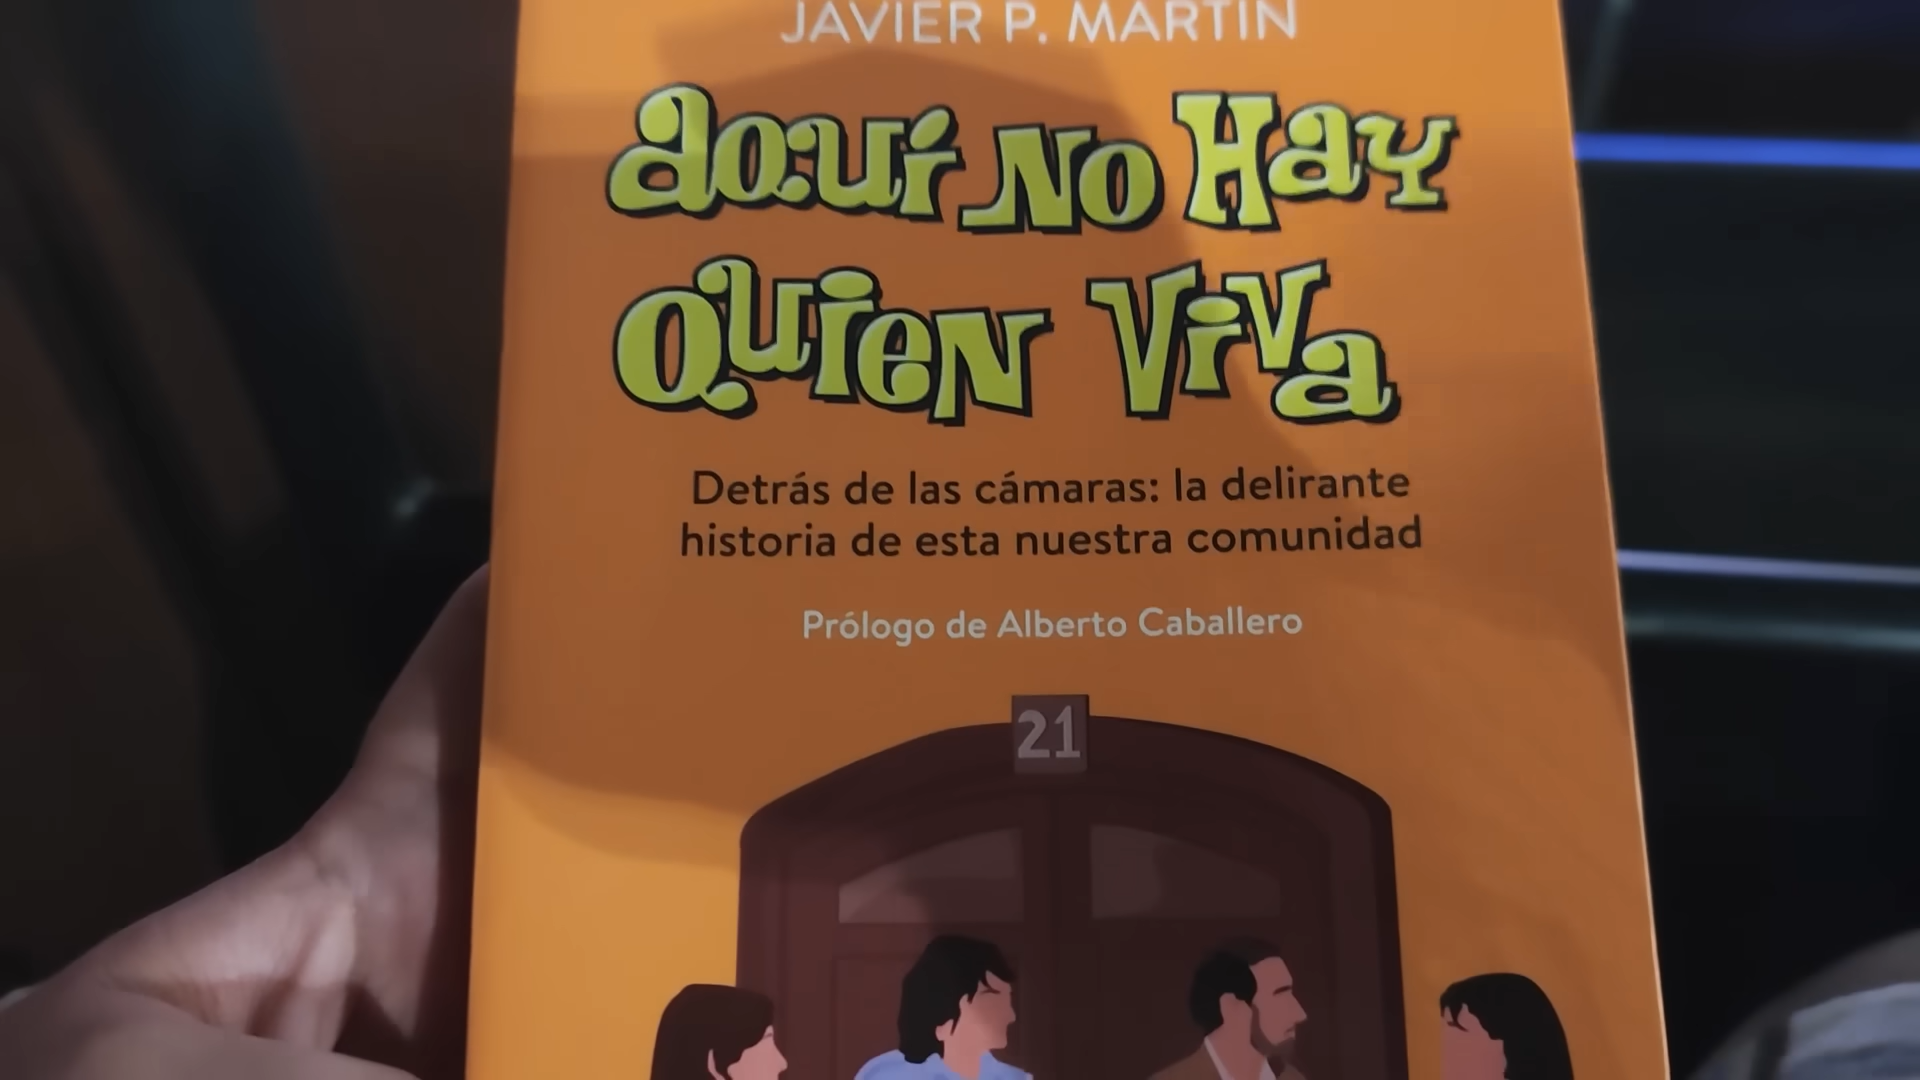 JAVIER P. MARTÍN
aquí No Hay
Quien Viva
Detrás de las cámaras: la delirante
historia de esta nuestra comunidad
Prólogo de Alberto Caballero
21